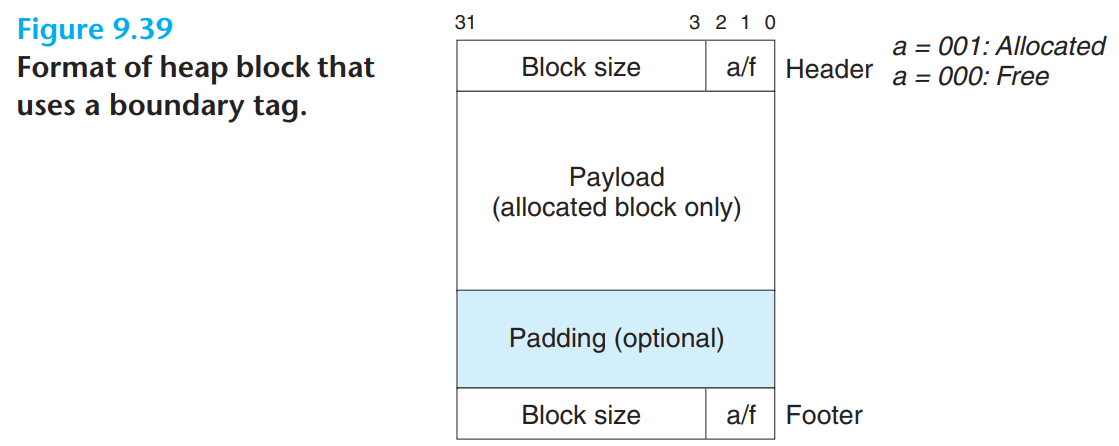 Figure 9.39
Format of heap block that
uses a boundary tag.
31 3 2 1 0
Block size a/f Header
a = 001: Allocated
a = 000: Free
Payload
(allocated block only)
Padding (optional)
Block size a/f Footer